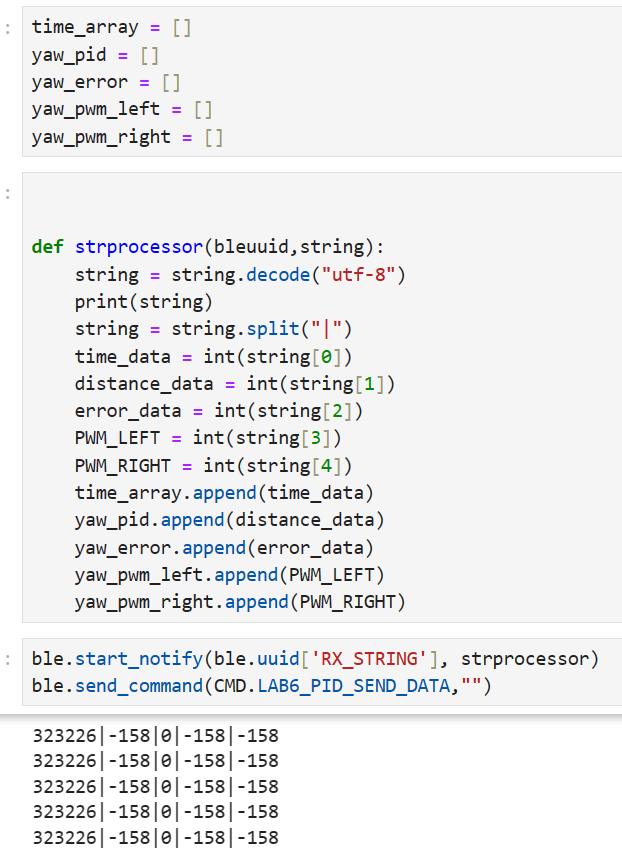 time_array = []
yaw_pid = []
yaw_error = []
yaw_pwm_left = []
yaw_pwm_right = []
def strprocessor(bleuuid,string):
    string = string.decode("utf-8")
    print(string)
    string = string.split("|")
    time_data = int(string[0])
    distance_data = int(string[1])
    error_data = int(string[2])
    PWM_LEFT = int(string[3])
    PWM_RIGHT = int(string[4])
    time_array.append(time_data)
    yaw_pid.append(distance_data)
    yaw_error.append(error_data)
    yaw_pwm_left.append(PWM_LEFT)
    yaw_pwm_right.append(PWM_RIGHT)
ble.start_notify(ble.uuid['RX_STRING'], strprocessor)
ble.send_command(CMD.LAB6_PID_SEND_DATA,"")
323226|-158|0|-158|-158
323226|-158|0|-158|-158
323226|-158|0|-158|-158
323226|-158|0|-158|-158
323226|-158|0|-158|-158